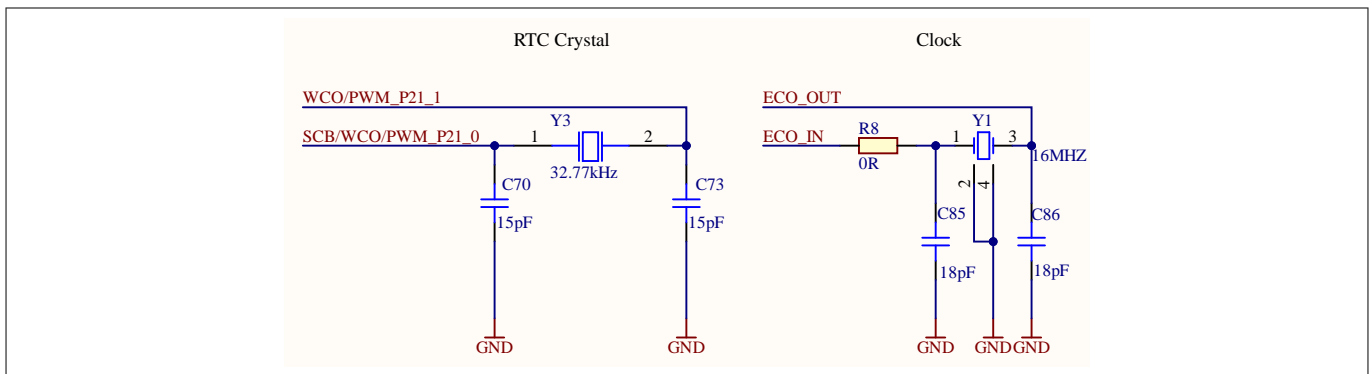 RTC Crystal
Clock
WCO/PWM_P21_1
ECO_OUT
SCB/WCO/PWM_P21_0
1
Y3
2
32.77kHz
ECO_IN
R8
0R
1
Y1
3
16MHZ
2
4
C70
15pF
C73
15pF
C85
18pF
C86
18pF
GND
GND
GND
GND
GND